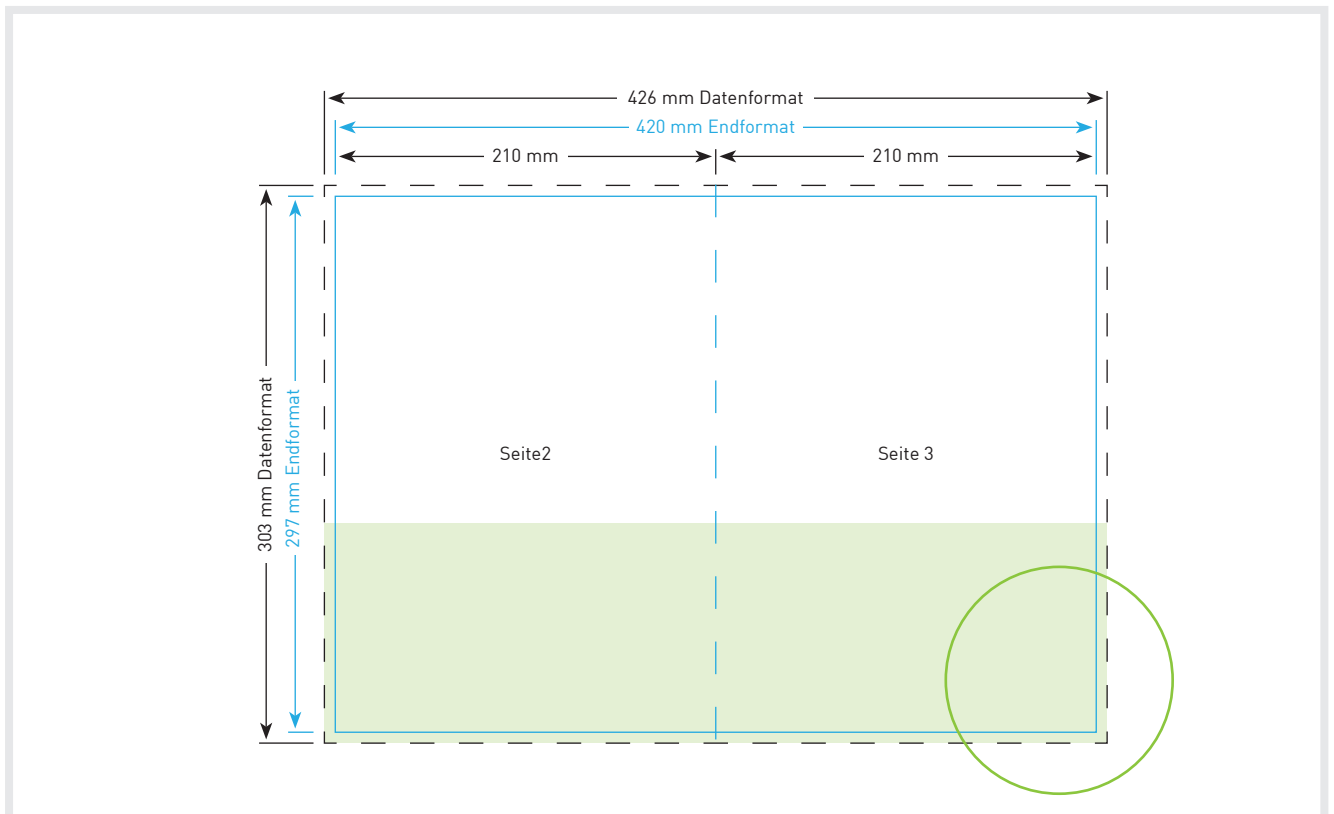 426 mm Datenformat
420 mm Endformat
210 mm
210 mm
303 mm Datenformat
297 mm Endformat
Seite2
Seite 3